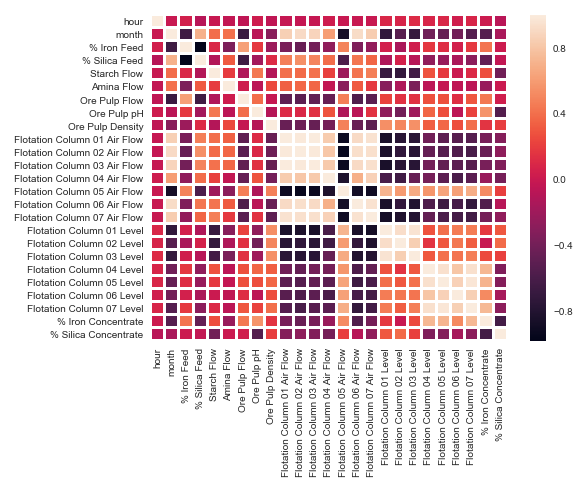 hour
month
% Iron Feed
% Silica Feed
Starch Flow
Amina Flow
Ore Pulp Flow
Ore Pulp pH
Ore Pulp Density
Flotation Column 01 Air Flow
Flotation Column 02 Air Flow
Flotation Column 03 Air Flow
Flotation Column 04 Air Flow
Flotation Column 05 Air Flow
Flotation Column 06 Air Flow
Flotation Column 07 Air Flow
Flotation Column 01 Level
Flotation Column 02 Level
Flotation Column 03 Level
Flotation Column 04 Level
Flotation Column 05 Level
Flotation Column 06 Level
Flotation Column 07 Level
% Iron Concentrate
% Silica Concentrate
hour
month
% Iron Feed
% Silica Feed
Starch Flow
Amina Flow
Ore Pulp Flow
Ore Pulp pH
Ore Pulp Density
Flotation Column 01 Air Flow
Flotation Column 02 Air Flow
Flotation Column 03 Air Flow
Flotation Column 04 Air Flow
Flotation Column 05 Air Flow
Flotation Column 06 Air Flow
Flotation Column 07 Air Flow
Flotation Column 01 Level
Flotation Column 02 Level
Flotation Column 03 Level
Flotation Column 04 Level
Flotation Column 05 Level
Flotation Column 06 Level
Flotation Column 07 Level
% Iron Concentrate
% Silica Concentrate
0.8
0.4
0.0
−0.4
−0.8